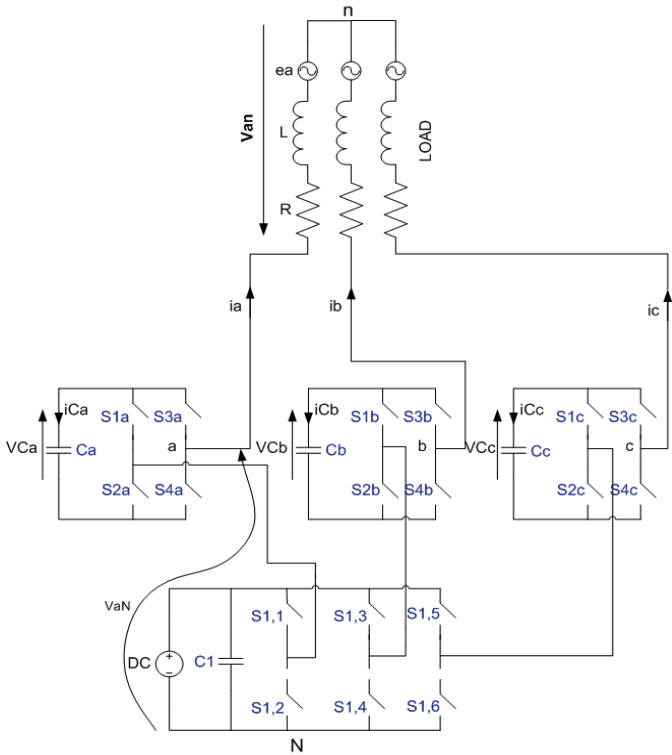 n
ea
Van
L
LOAD
R
ia
ib
ic
iCa
S1a
S3a
VCa
Ca
a
S2a
S4a
iCb
S1b
S3b
VCb
Cb
b
S2b
S4b
iCc
S1c
S3c
VCc
Cc
c
S2c
S4c
VaN
DC
C1
S1,1
S1,3
S1,5
S1,2
S1,4
S1,6
N